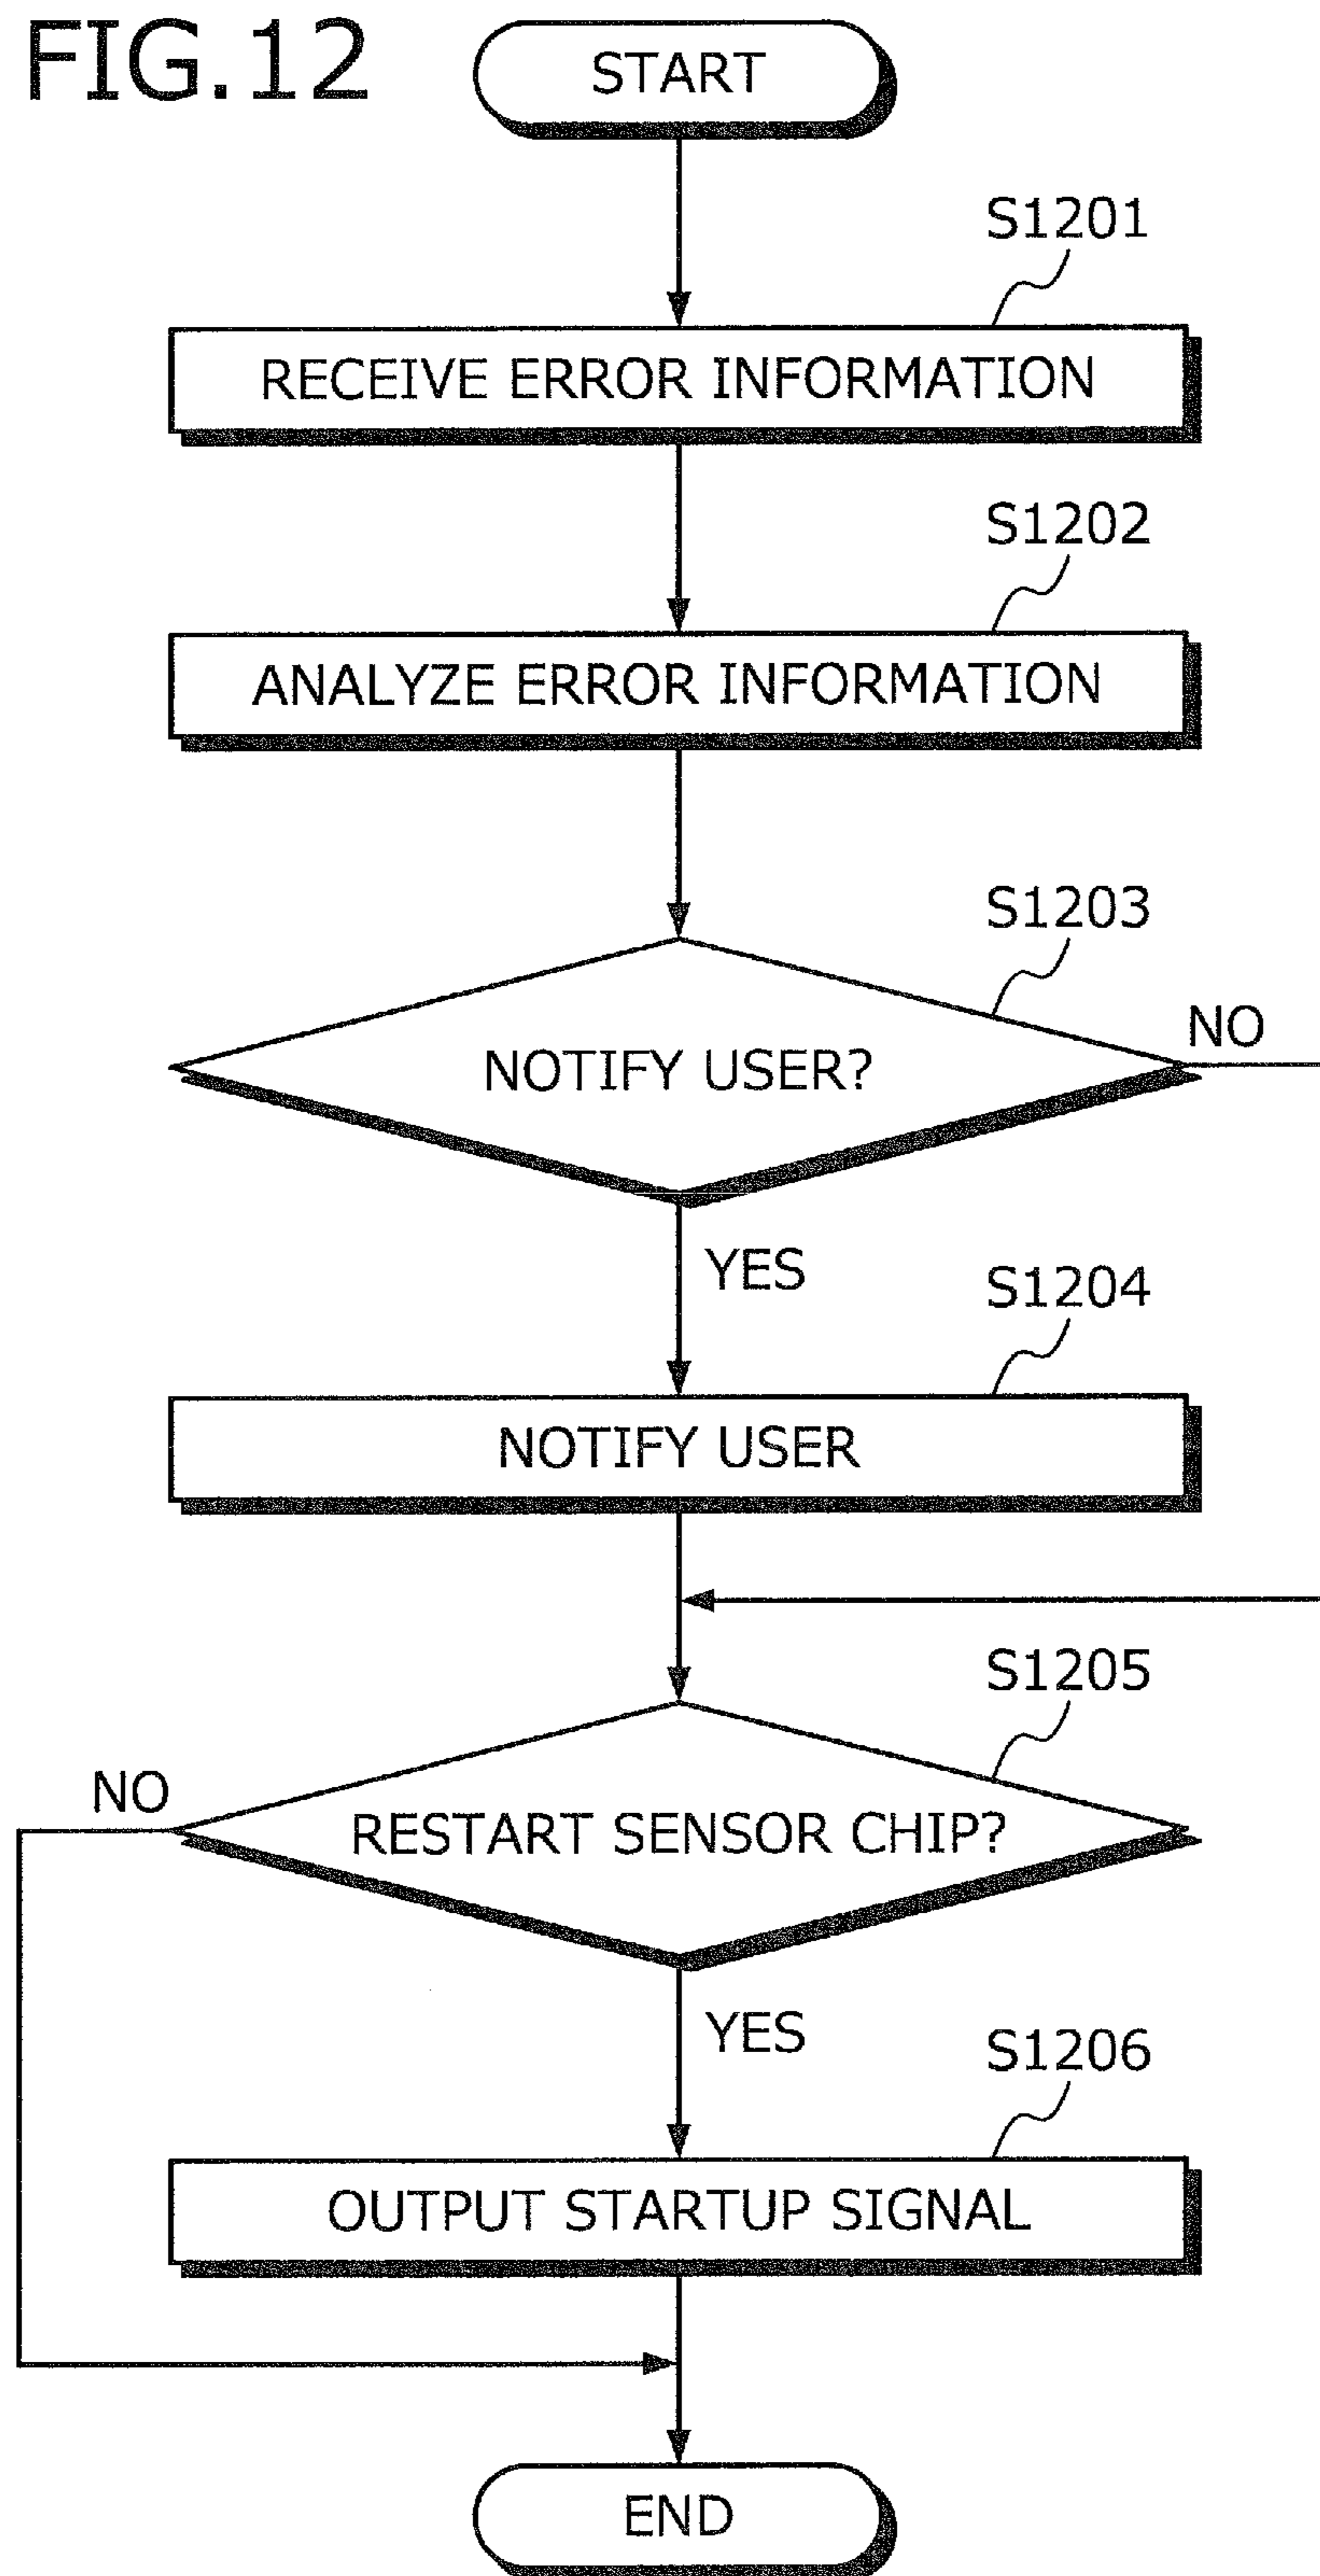 FIG.12
START
S1201
RECEIVE ERROR INFORMATION
S1202
ANALYZE ERROR INFORMATION
S1203
NO
NOTIFY USER?
YES
S1204
NOTIFY USER
S1205
NO
RESTART SENSOR CHIP?
YES
S1206
OUTPUT STARTUP SIGNAL
END